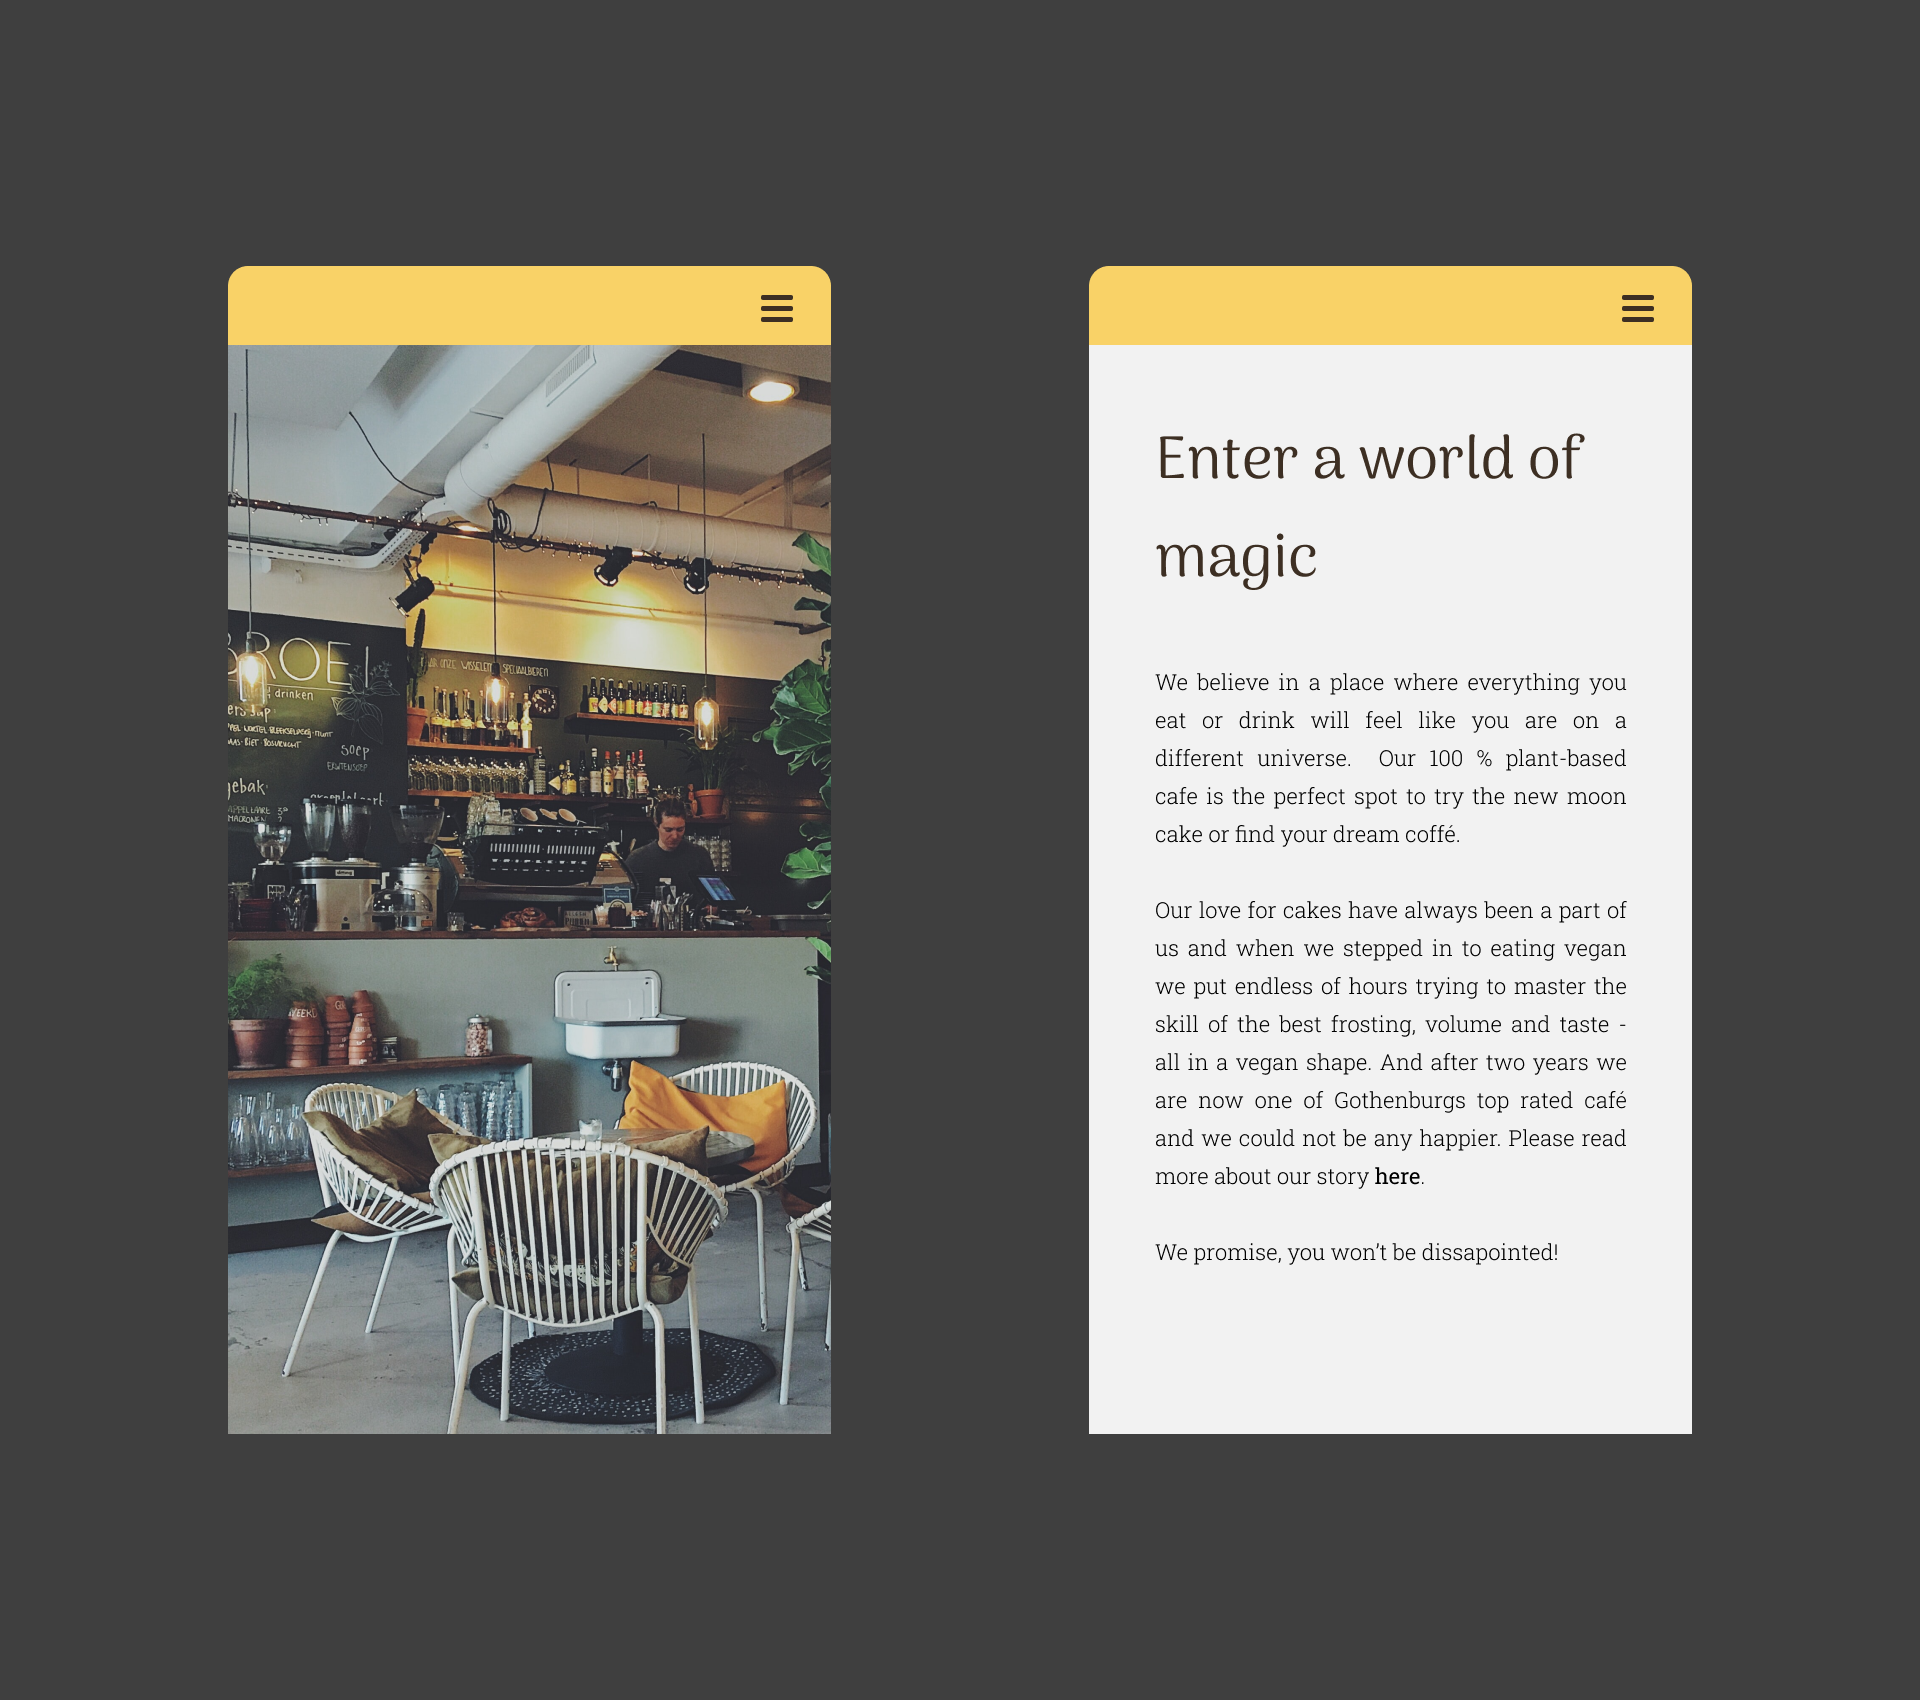 ROEI
drinken
soep
ERWTENSOEP
gebak
Enter a world of
magic
We believe in a place where everything you
eat or drink will feel like you are on a
different universe.  Our 100 % plant-based
cafe is the perfect spot to try the new moon
cake or find your dream coffé.
Our love for cakes have always been a part of
us and when we stepped in to eating vegan
we put endless of hours trying to master the
skill of the best frosting, volume and taste -
all in a vegan shape. And after two years we
are now one of Gothenburgs top rated café
and we could not be any happier. Please read
more about our story here.
We promise, you won’t be dissapointed!